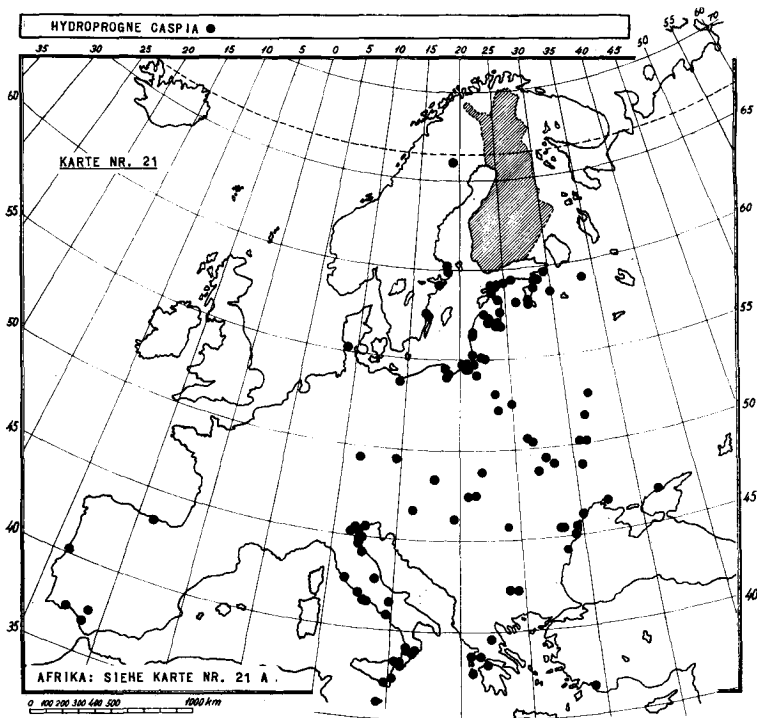 HYDROPROGNE CASPIA ●
35 30 25 20 15 10 5 0 5 10 15 20 25 30 35 40 45 50 55 60 70
60 65
KARTE NR. 21
55 60
50 55
45 50
40 45
35 40
AFRIKA: SIEHE KARTE NR. 21 A
0 100 200 300 400 500 1000 km